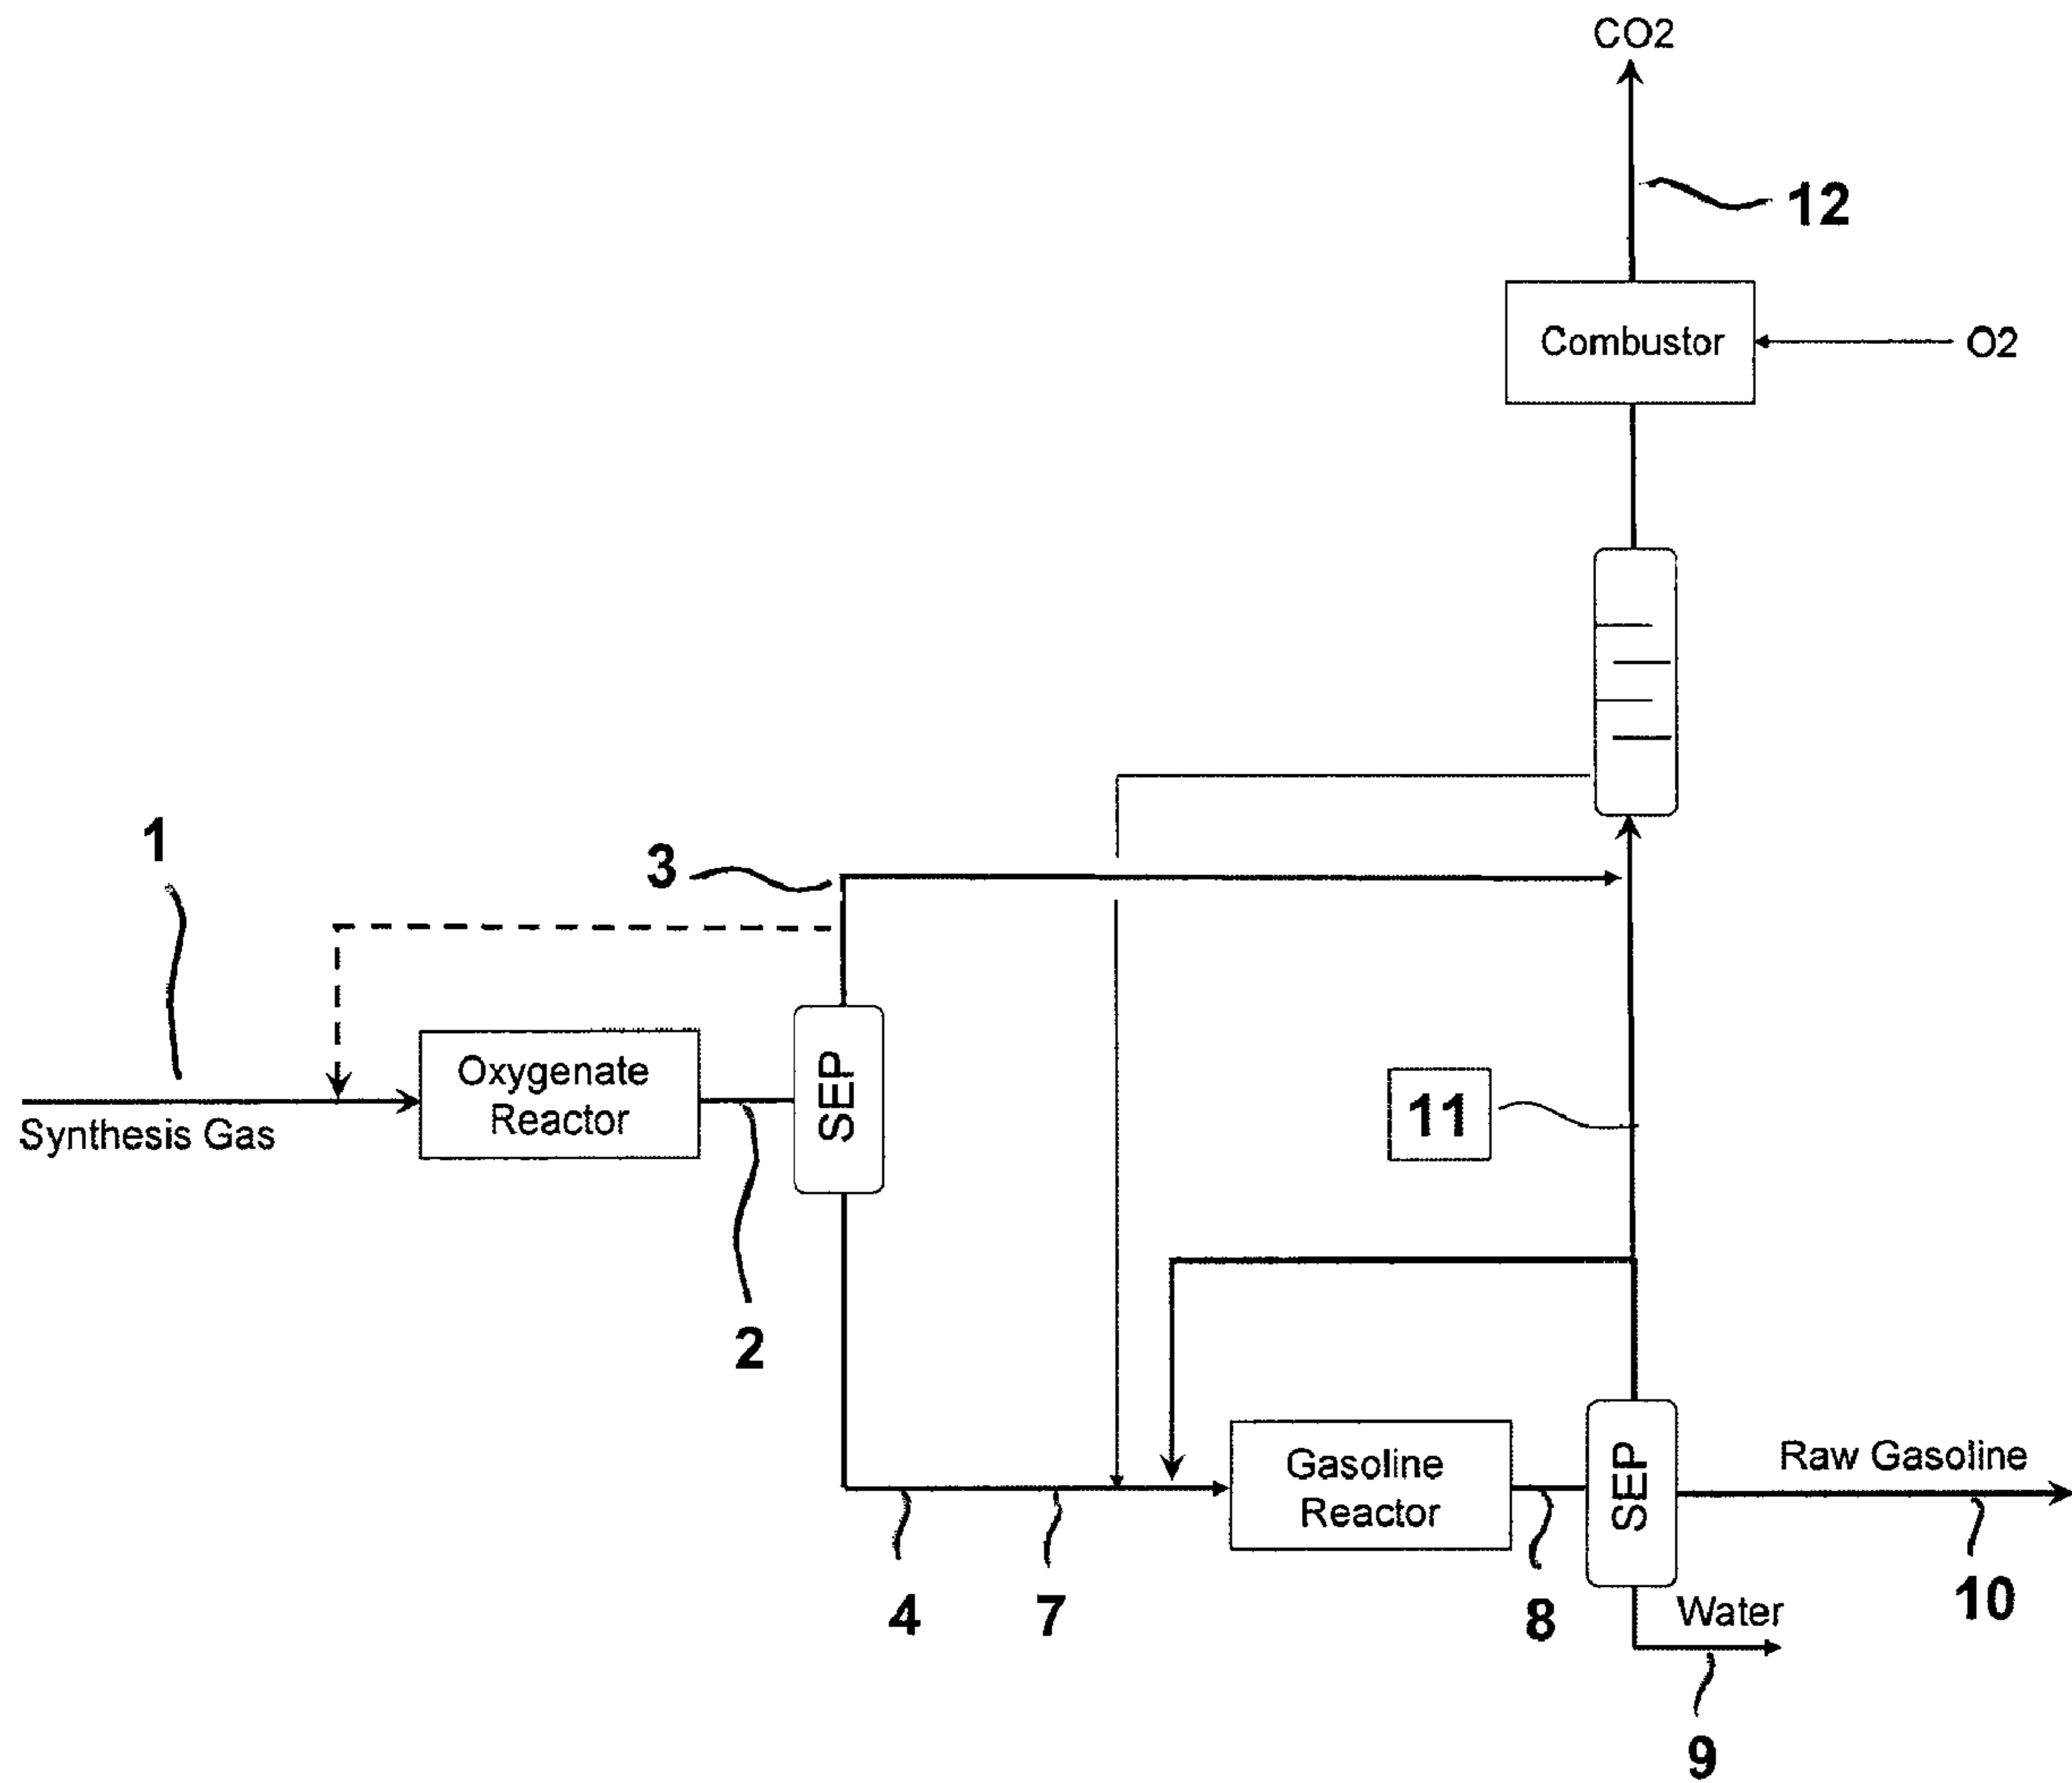 CO2
12
Combustor
O2
1
3
Synthesis Gas
Oxygenate
Reactor
SEP
11
2
Gasoline
Reactor
SEP
Raw Gasoline
4
7
8
Water
10
9